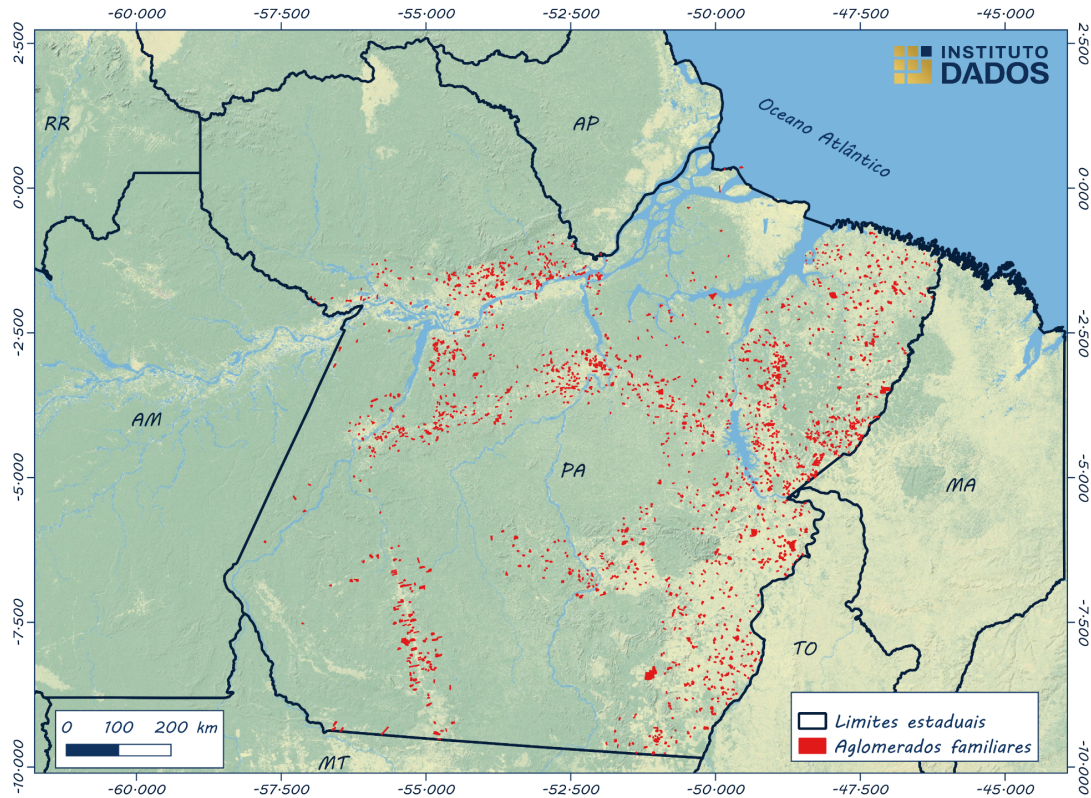 -60·000 -57·500 -55·000 -52·500 -50·000 -47·500 -45·000
2·500 0·000 -2·500 -5·000 -7·500 -10·000
INSTITUTO
DADOS
Oceano Atlântico
RR
AP
AM
PA
MA
TO
MT
0 100 200 km
Limites estaduais
Aglomerados familiares
2·500 0·000 -2·500 -5·000 -7·500 -10·000
-60·000 -57·500 -55·000 -52·500 -50·000 -47·500 -45·000